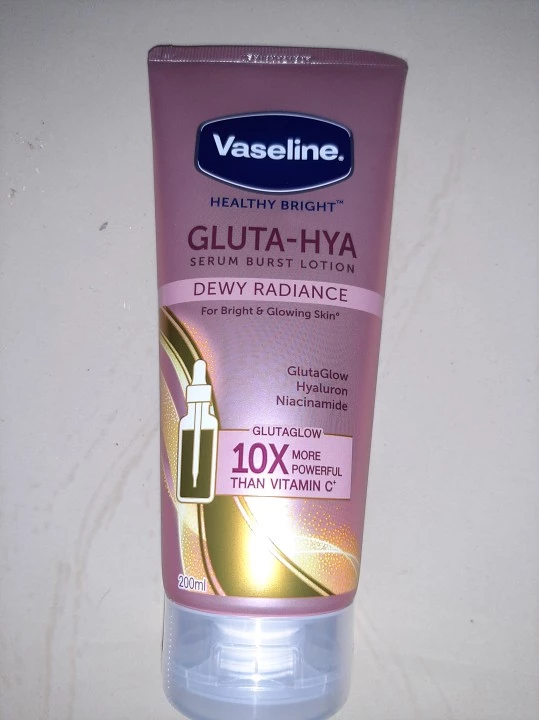 Vaseline.
HEALTHY BRIGHT™
GLUTA-HYA
SERUM BURST LOTION
DEWY RADIANCE
For Bright & Glowing Skin*
GlutaGlow
Hyaluron
Niacinamide
GLUTAGLOW
10X MORE POWERFUL
THAN VITAMIN C⁺
200ml